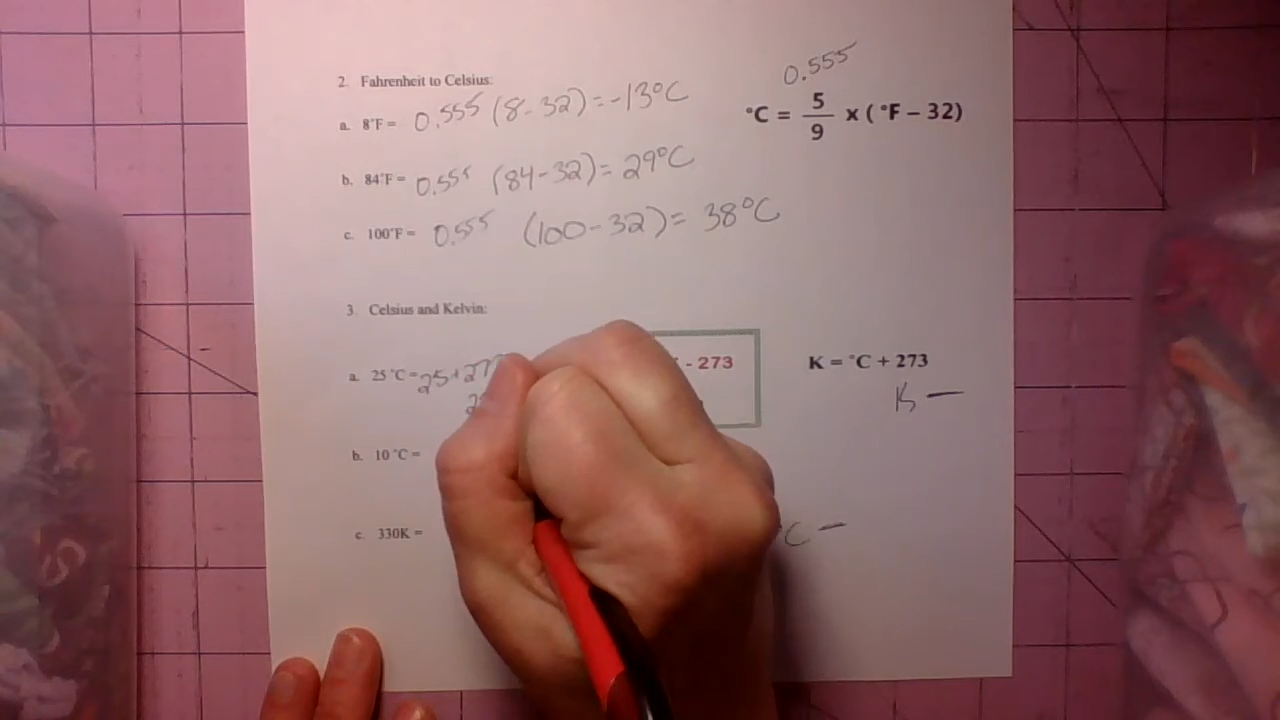 2. Fahrenheit to Celsius:
0.555
a. 8°F = 0.555 (8-32) = -13°C
°C = 5/9 x (°F – 32)
b. 84°F = 0.555 (84-32) = 29°C
c. 100°F = 0.555 (100-32) = 38°C
3. Celsius and Kelvin:
a. 25 °C = 25+27
- 273
K = °C + 273
K –
b. 10 °C =
c. 330K =
C –